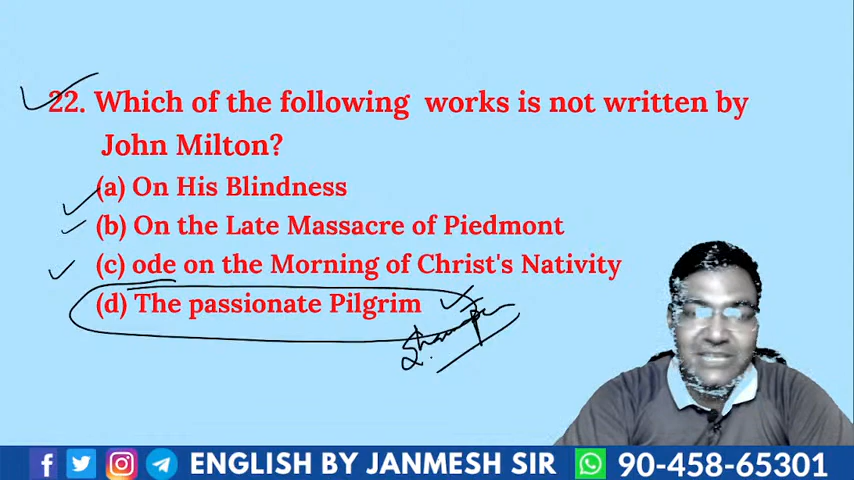 22. Which of the following works is not written by
John Milton?
(a) On His Blindness
(b) On the Late Massacre of Piedmont
(c) ode on the Morning of Christ's Nativity
(d) The passionate Pilgrim
ENGLISH BY JANMESH SIR 90-458-65301